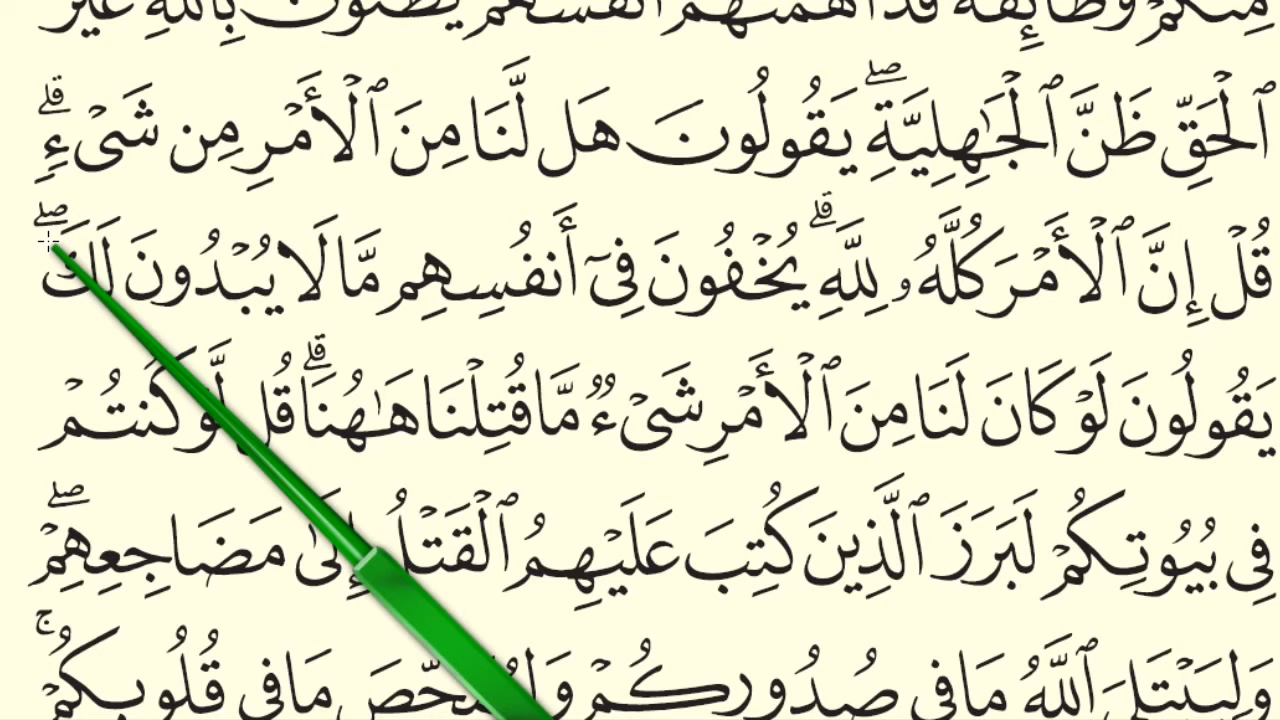 مِّنكُمْ وَطَآئِفَةٌ قَدْ أَهَمَّتْهُمْ أَنفُسُهُمْ يَظُنُّونَ بِٱللَّهِ غَيْرَ
ٱلْحَقِّ ظَنَّ ٱلْجَٰهِلِيَّةِۖ يَقُولُونَ هَل لَّنَا مِنَ ٱلْأَمْرِ مِن شَىْءٍۗ
قُلْ إِنَّ ٱلْأَمْرَ كُلَّهُۥ لِلَّهِۗ يُخْفُونَ فِىٓ أَنفُسِهِم مَّا لَا يُبْدُونَ لَكَۖ
يَقُولُونَ لَوْ كَانَ لَنَا مِنَ ٱلْأَمْرِ شَىْءٌ مَّا قُتِلْنَا هَٰهُنَاۗ قُل لَّوْ كُنتُمْ
فِى بُيُوتِكُمْ لَبَرَزَ ٱلَّذِينَ كُتِبَ عَلَيْهِمُ ٱلْقَتْلُ إِلَىٰ مَضَاجِعِهِمْۖ
وَلِيَبْتَلِىَ ٱللَّهُ مَا فِى صُدُورِكُمْ وَلِيُمَحِّصَ مَا فِى قُلُوبِكُمْۚ